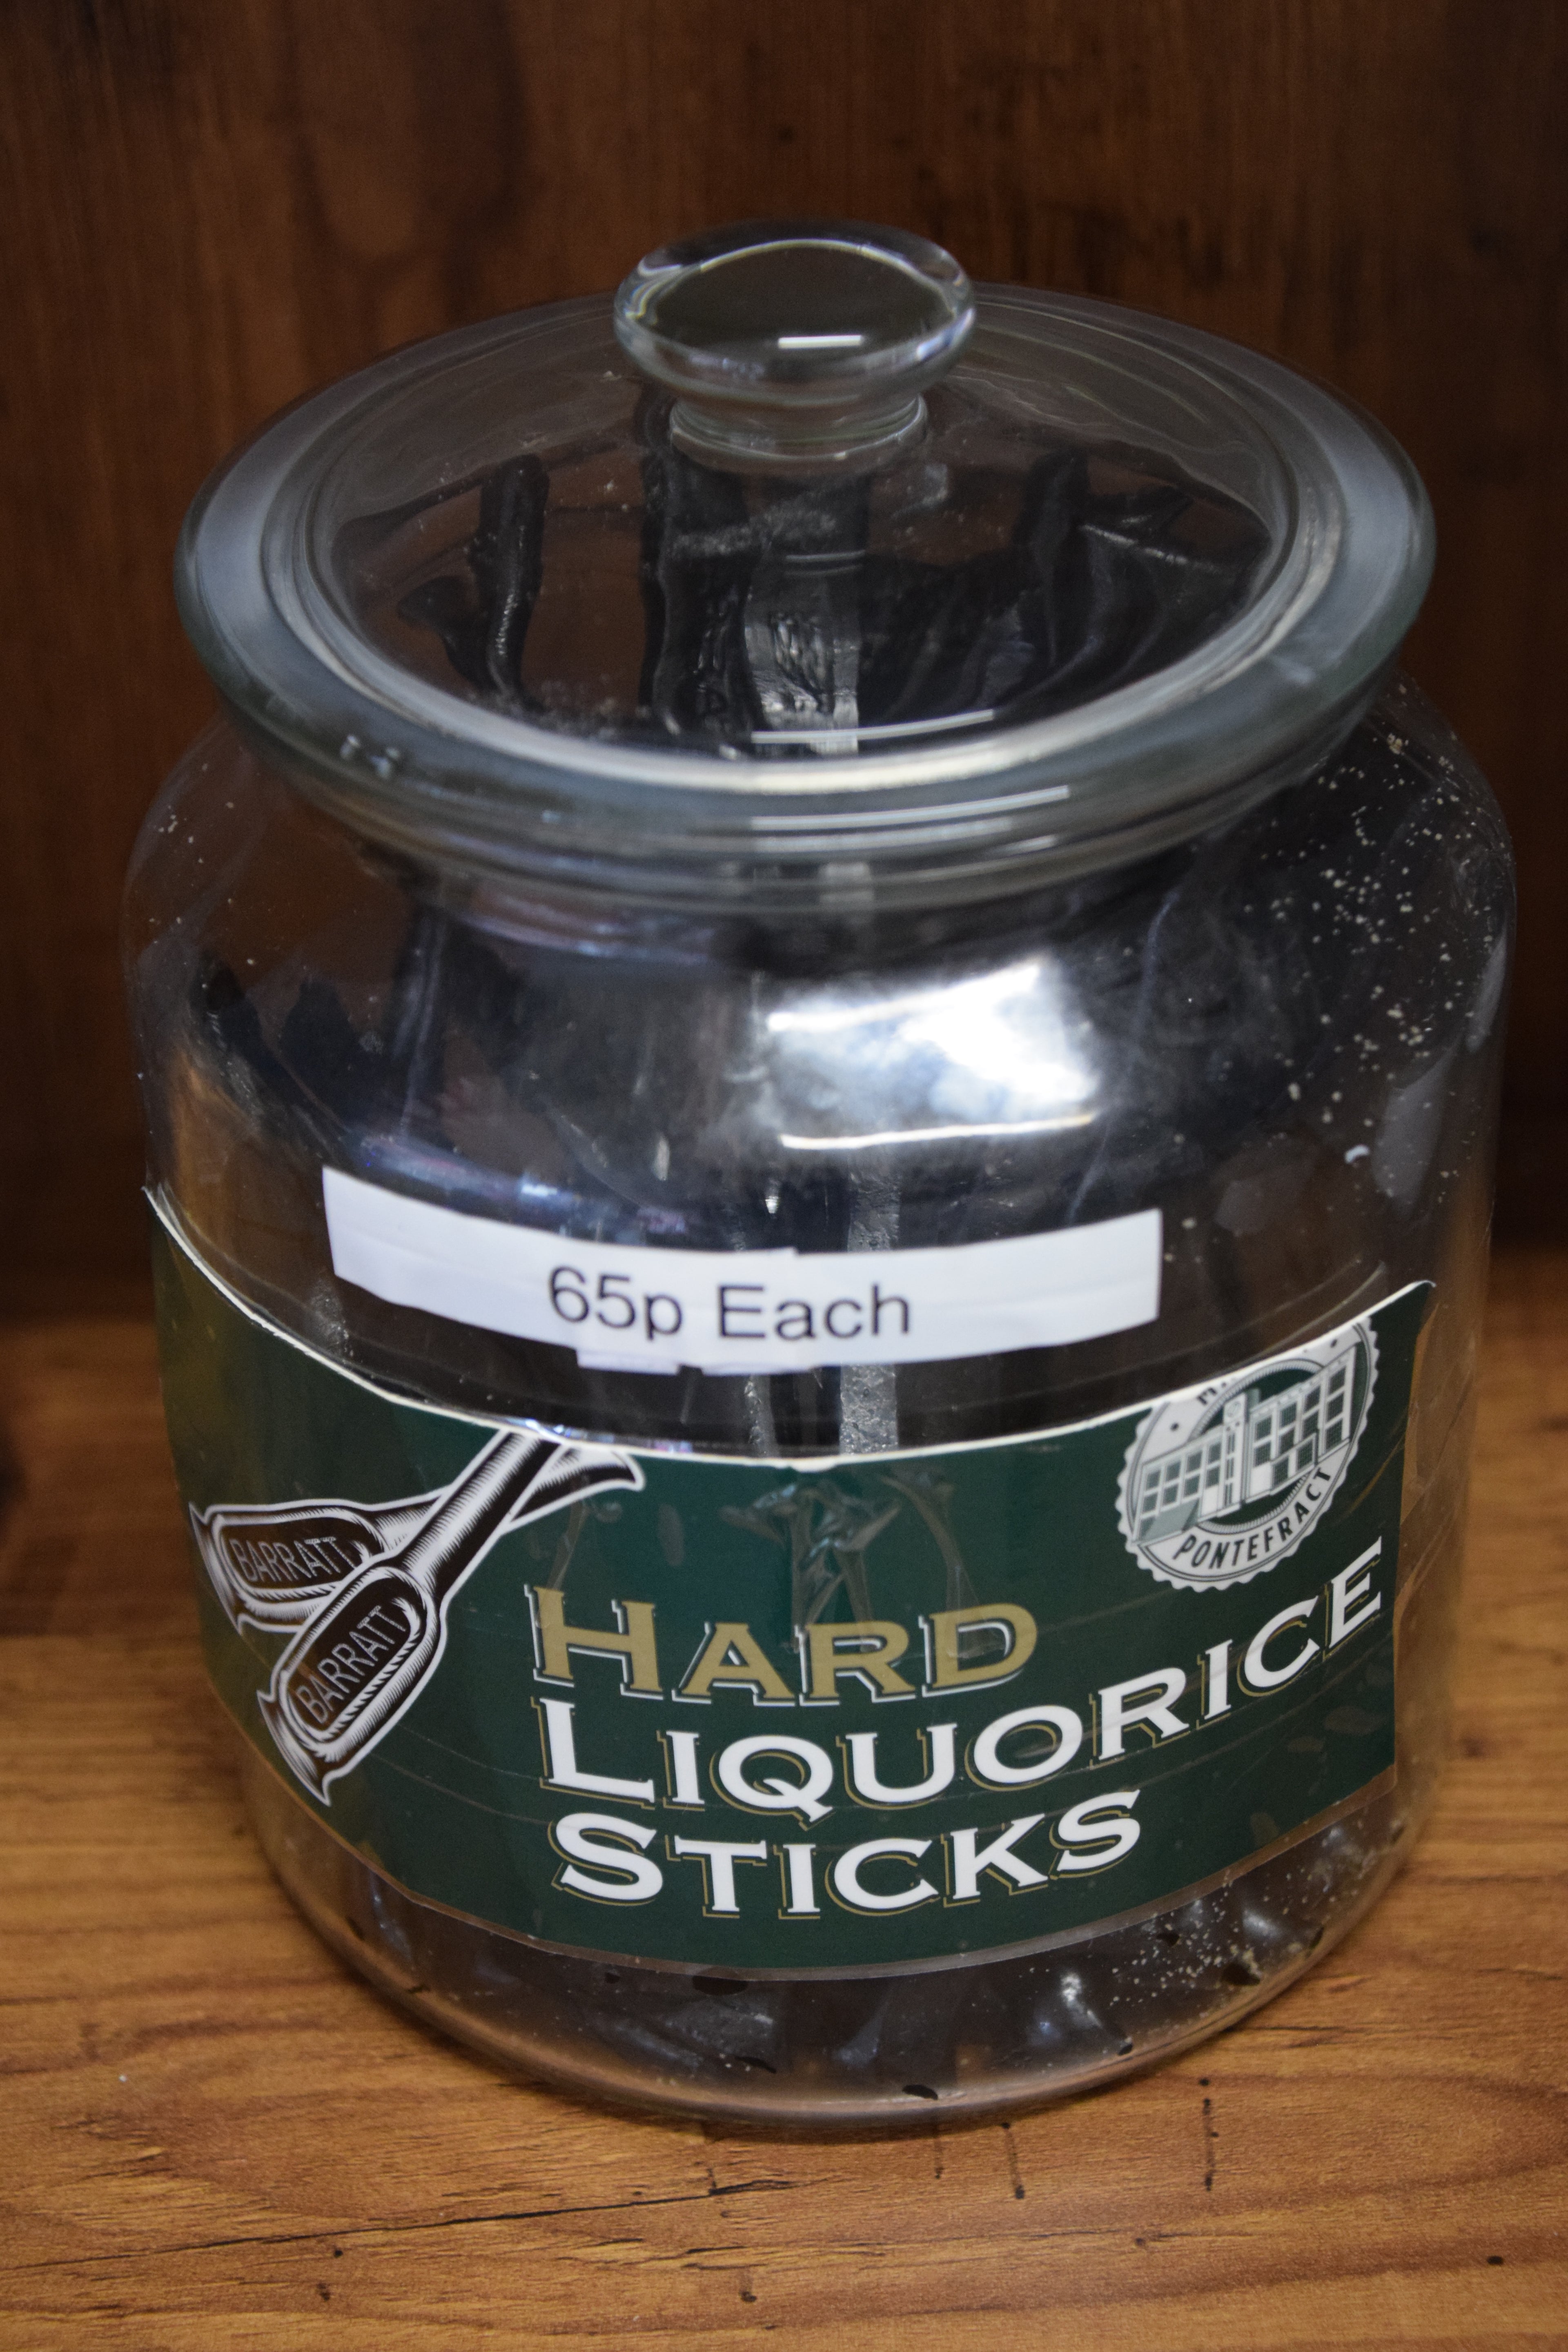 65p Each
PONTEFRACT
BARRATT
BARRATT
HARD
LIQUORICE
STICKS